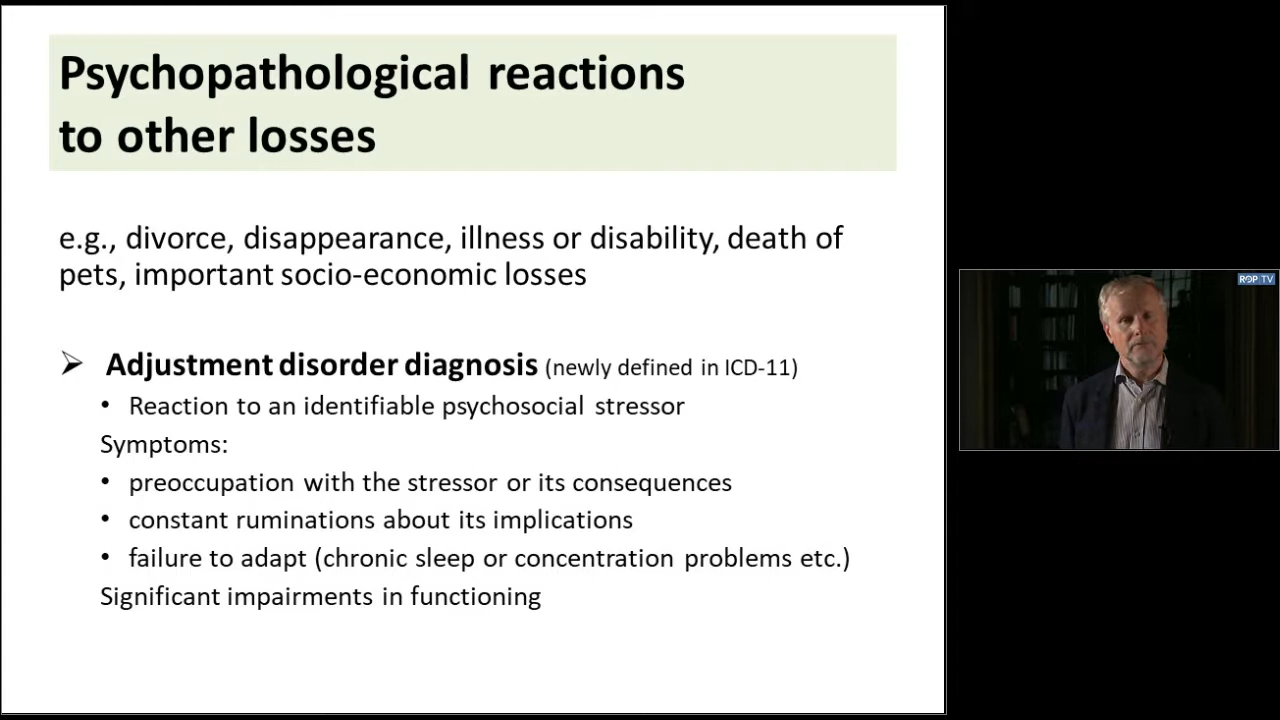 Psychopathological reactions
to other losses
e.g., divorce, disappearance, illness or disability, death of
pets, important socio-economic losses
➢ Adjustment disorder diagnosis (newly defined in ICD-11)
• Reaction to an identifiable psychosocial stressor
Symptoms:
• preoccupation with the stressor or its consequences
• constant ruminations about its implications
• failure to adapt (chronic sleep or concentration problems etc.)
Significant impairments in functioning
ROP TV